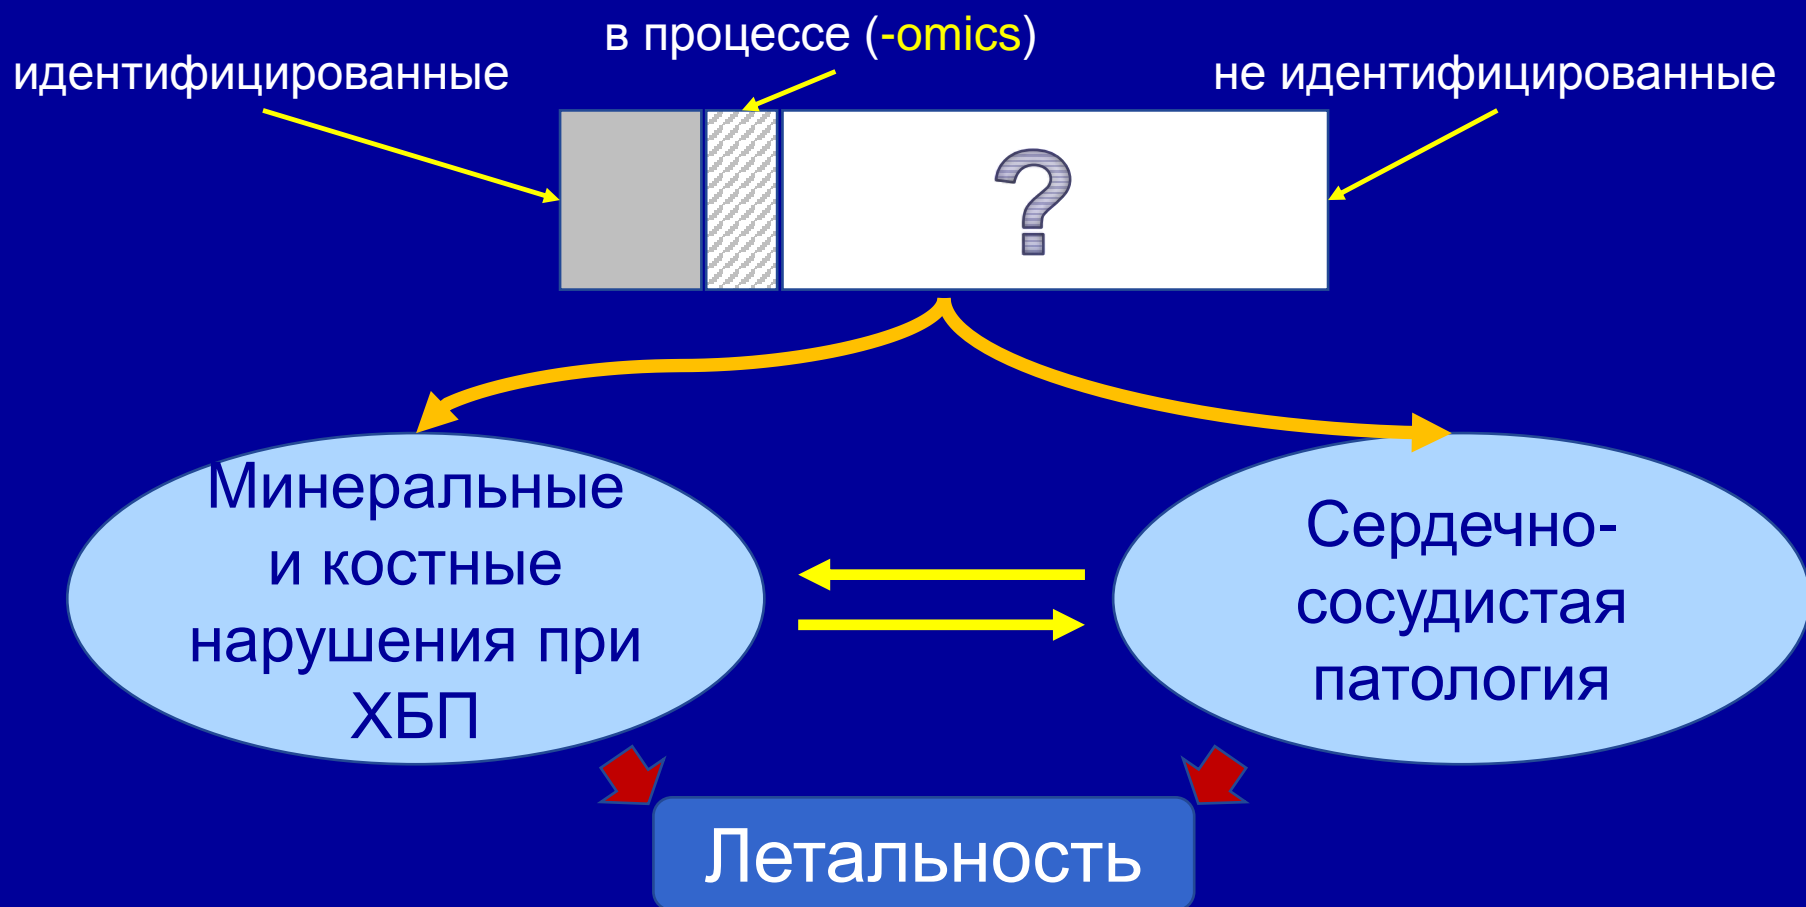 в процессе (-omics)
идентифицированные
не идентифицированные
?
Минеральные
и костные
нарушения при
ХБП
Сердечно-
сосудистая
патология
Летальность